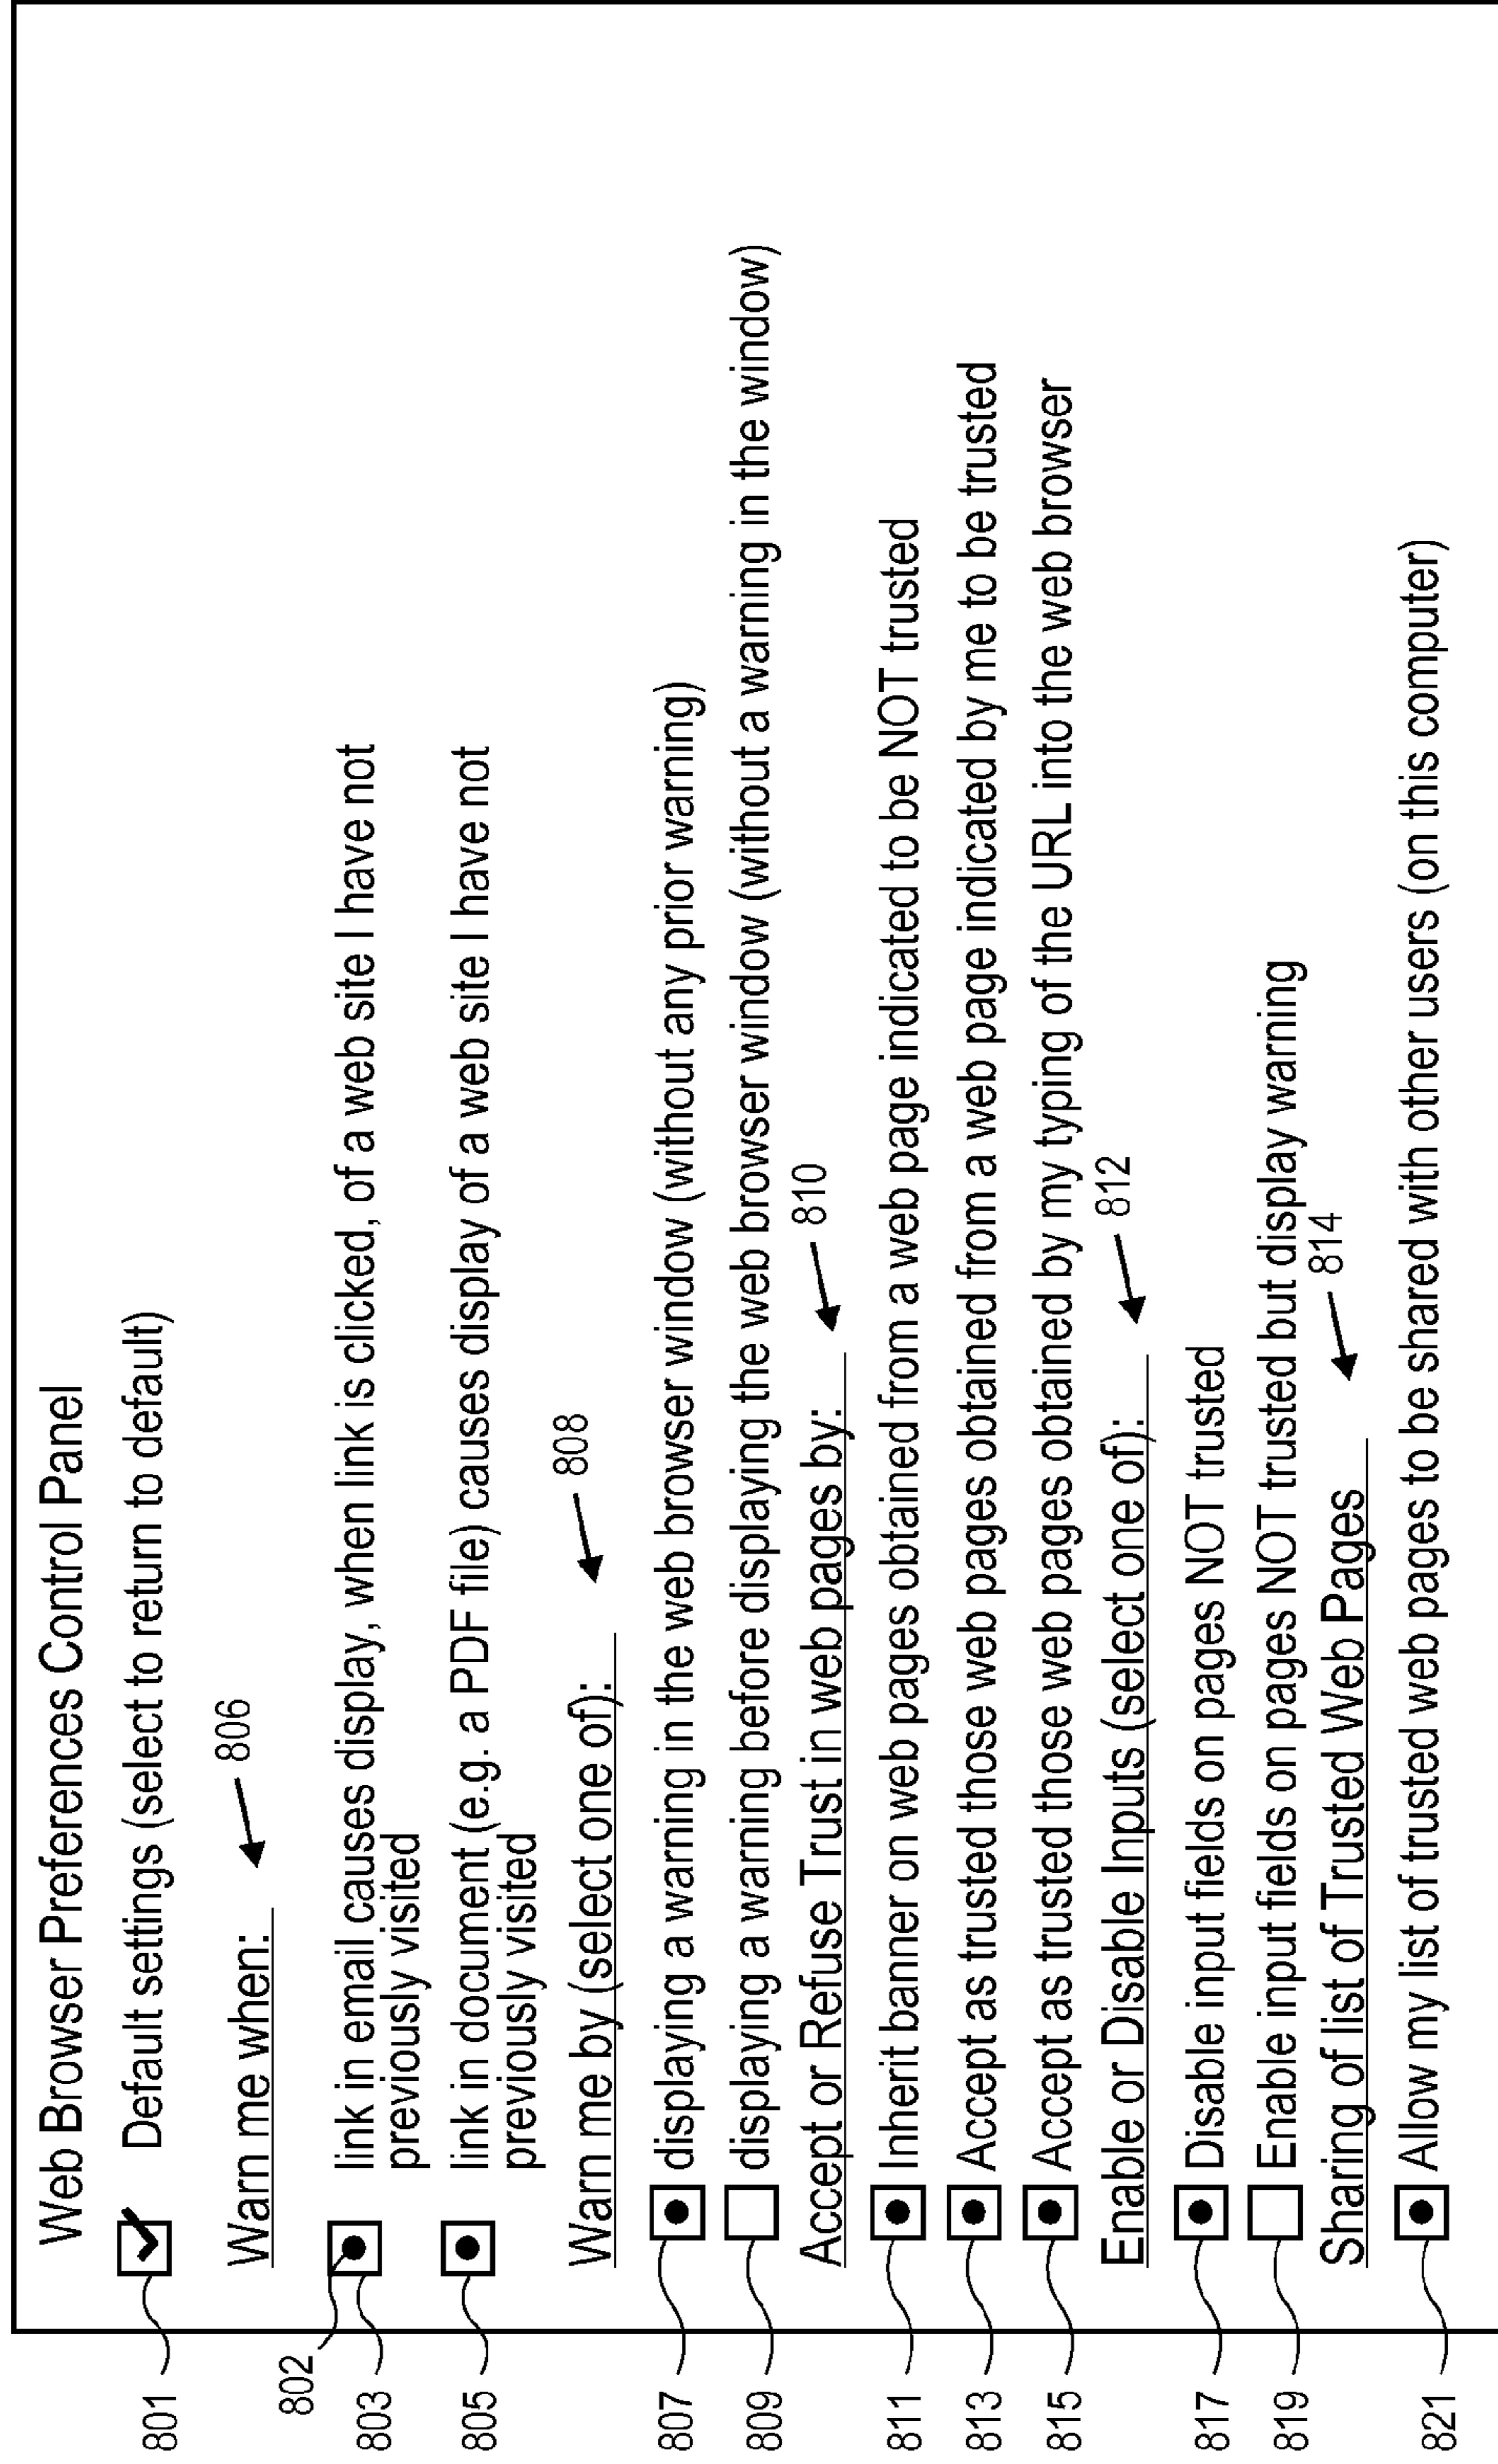 Web Browser Preferences Control Panel
801 Default settings (select to return to default)
806
Warn me when:
802
803 link in email causes display, when link is clicked, of a web site I have not
previously visited
805 link in document (e.g. a PDF file) causes display of a web site I have not
previously visited
808
Warn me by (select one of):
807 displaying a warning in the web browser window (without any prior warning)
809 displaying a warning before displaying the web browser window (without a warning in the window)
810
Accept or Refuse Trust in web pages by:
811 Inherit banner on web pages obtained from a web page indicated to be NOT trusted
813 Accept as trusted those web pages obtained from a web page indicated by me to be trusted
815 Accept as trusted those web pages obtained by my typing of the URL into the web browser
812
Enable or Disable Inputs (select one of):
817 Disable input fields on pages NOT trusted
819 Enable input fields on pages NOT trusted but display warning
814
Sharing of list of Trusted Web Pages
821 Allow my list of trusted web pages to be shared with other users (on this computer)